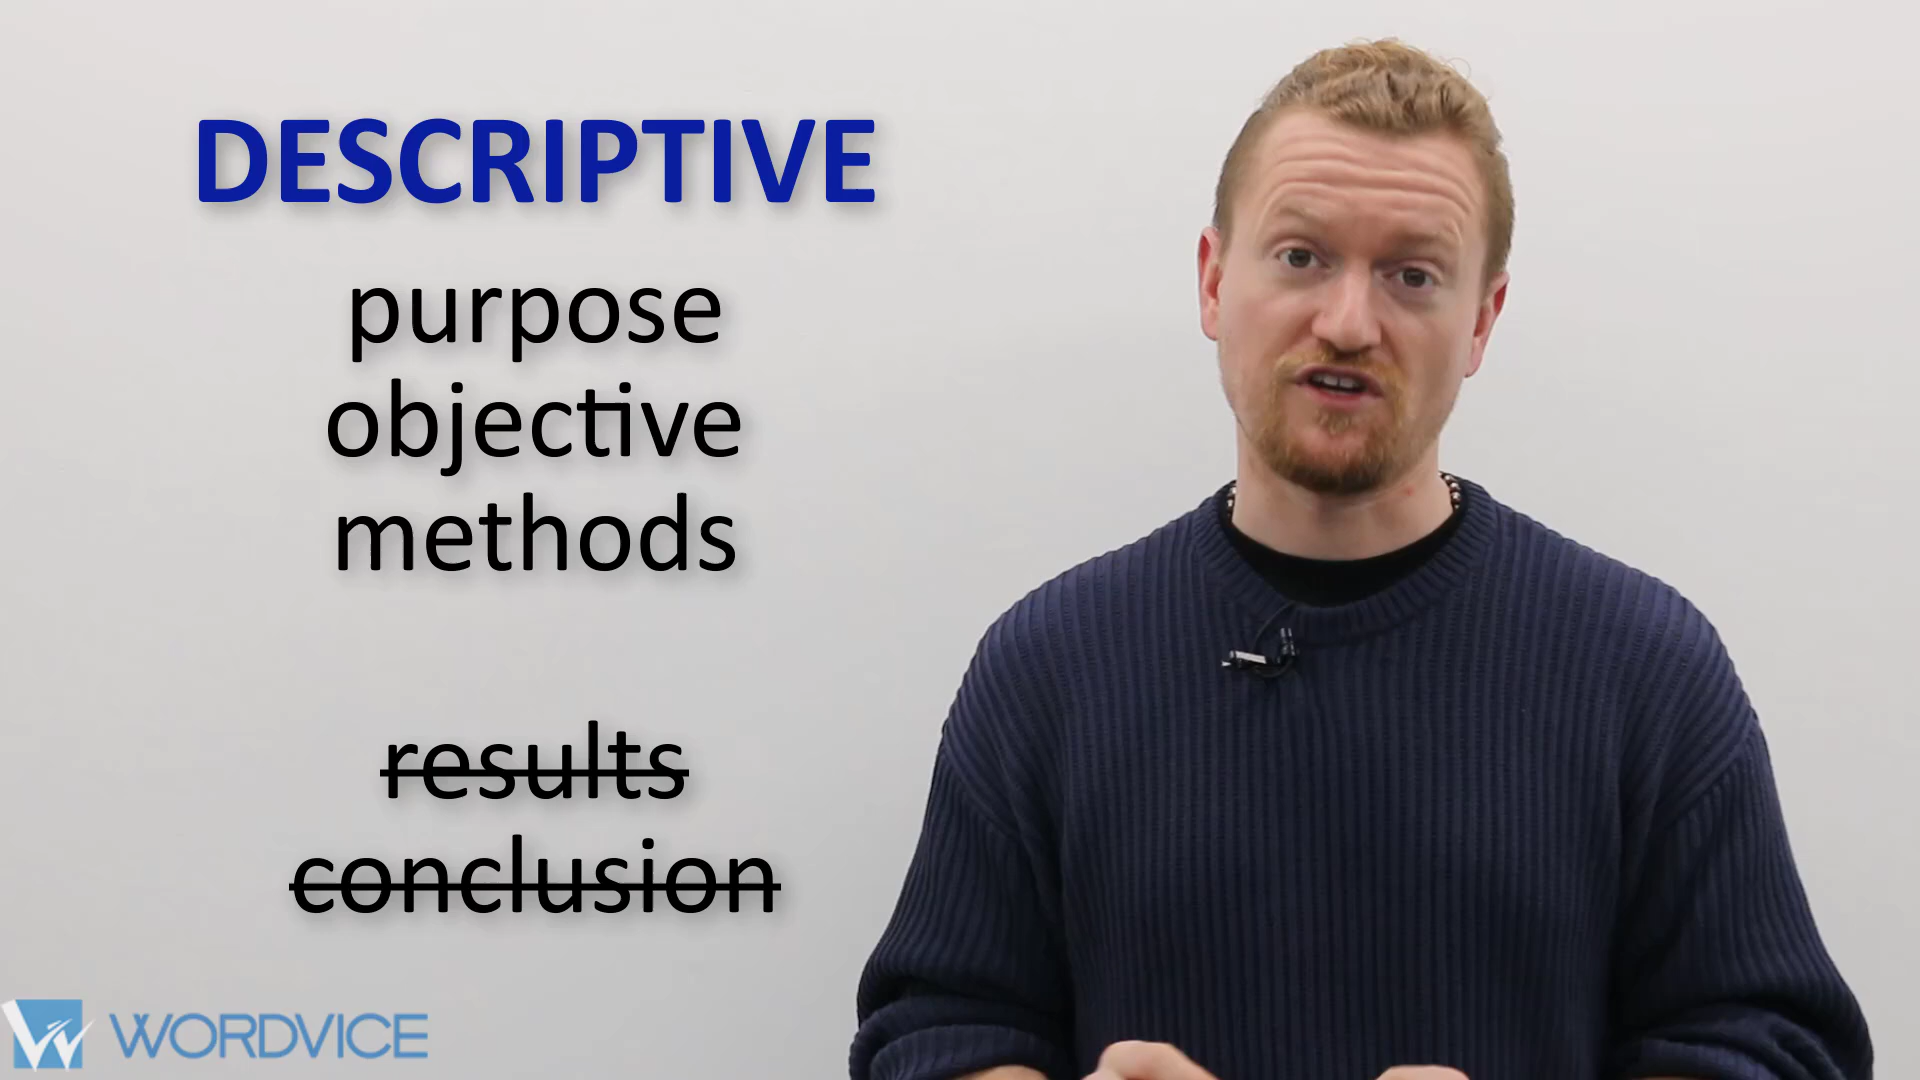 DESCRIPTIVE
purpose
objective
methods
results
conclusion
WORDVICE